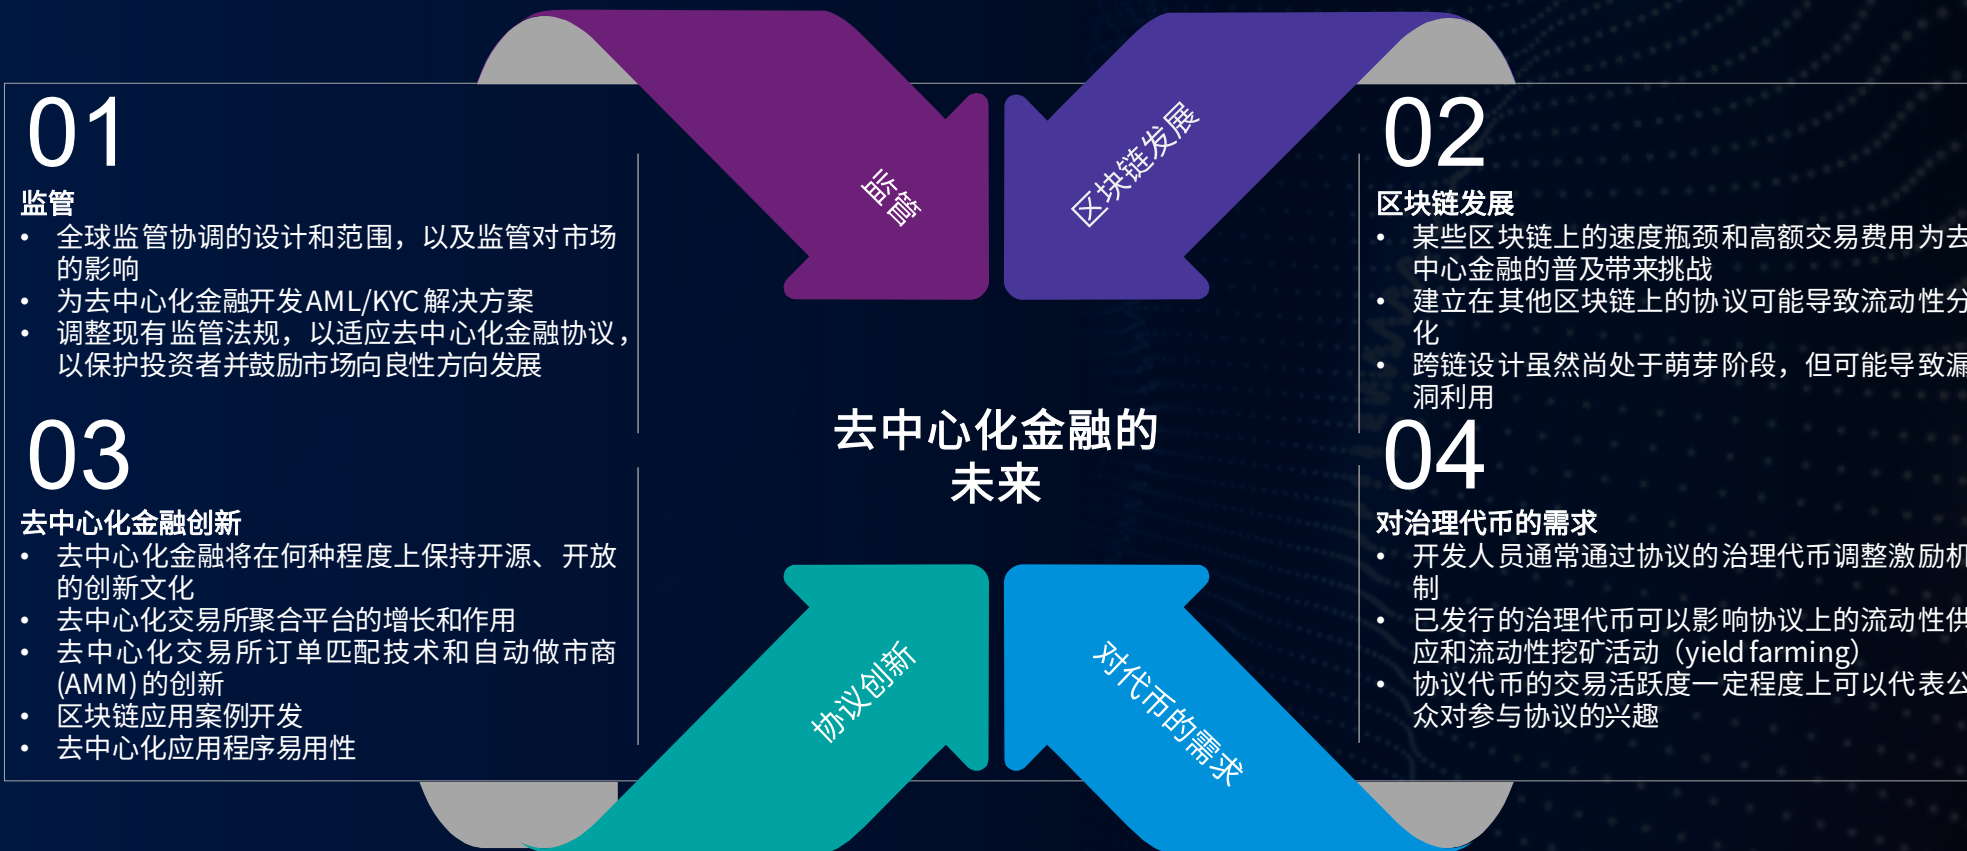 01
监管
• 全球监管协调的设计和范围，以及监管对市场
的影响
• 为去中心化金融开发AML/KYC解决方案
• 调整现有监管法规，以适应去中心化金融协议，
以保护投资者并鼓励市场向良性方向发展
03
去中心化金融创新
• 去中心化金融将在何种程度上保持开源、开放
的创新文化
• 去中心化交易所聚合平台的增长和作用
• 去中心化交易所订单匹配技术和自动做市商
(AMM)的创新
• 区块链应用案例开发
• 去中心化应用程序易用性
监管
区块链发展
去中心化金融的
未来
协议创新
对代币的需求
02
区块链发展
• 某些区块链上的速度瓶颈和高额交易费用为去
中心金融的普及带来挑战
• 建立在其他区块链上的协议可能导致流动性分
化
• 跨链设计虽然尚处于萌芽阶段，但可能导致漏
洞利用
04
对治理代币的需求
• 开发人员通常通过协议的治理代币调整激励机
制
• 已发行的治理代币可以影响协议上的流动性供
应和流动性挖矿活动（yield farming）
• 协议代币的交易活跃度一定程度上可以代表公
众对参与协议的兴趣